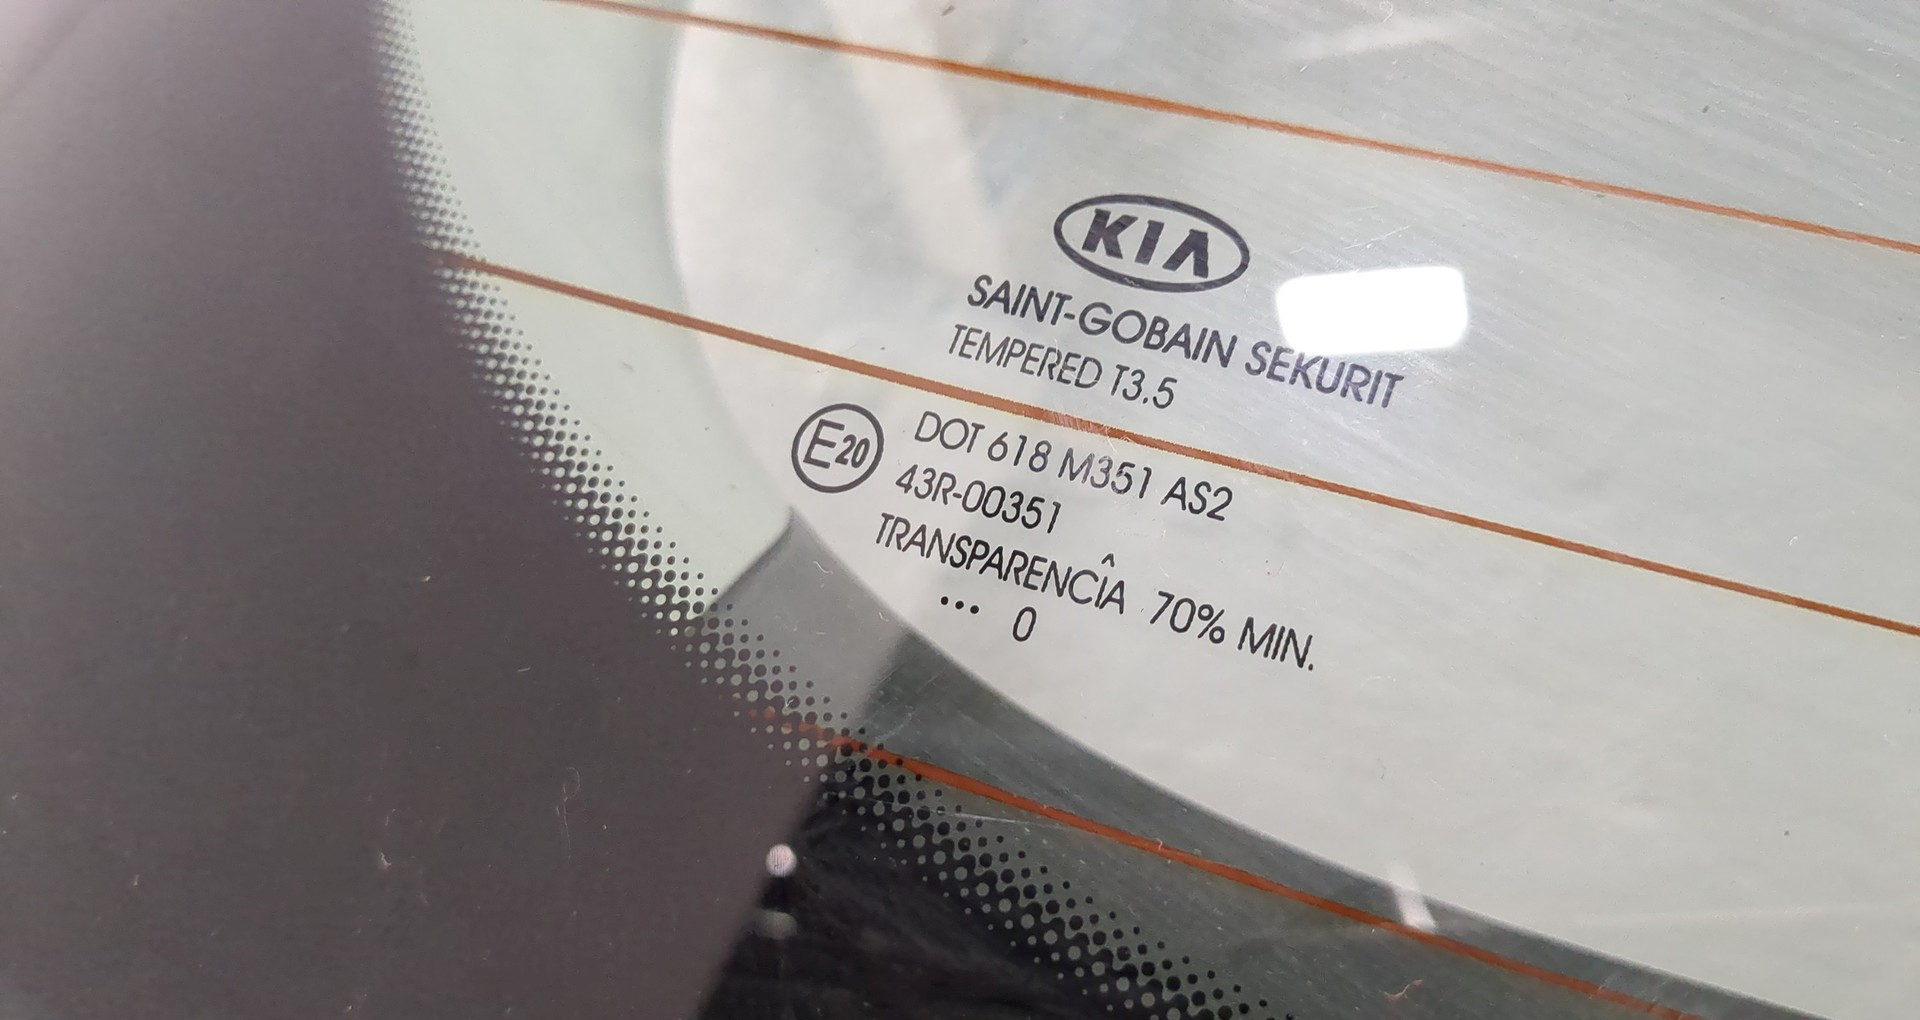 KIA
SAINT-GOBAIN SEKURIT
TEMPERED T3.5
E20
DOT 618 M351 AS2
43R-00351
TRANSPARENCÎA 70% MIN.
... 0